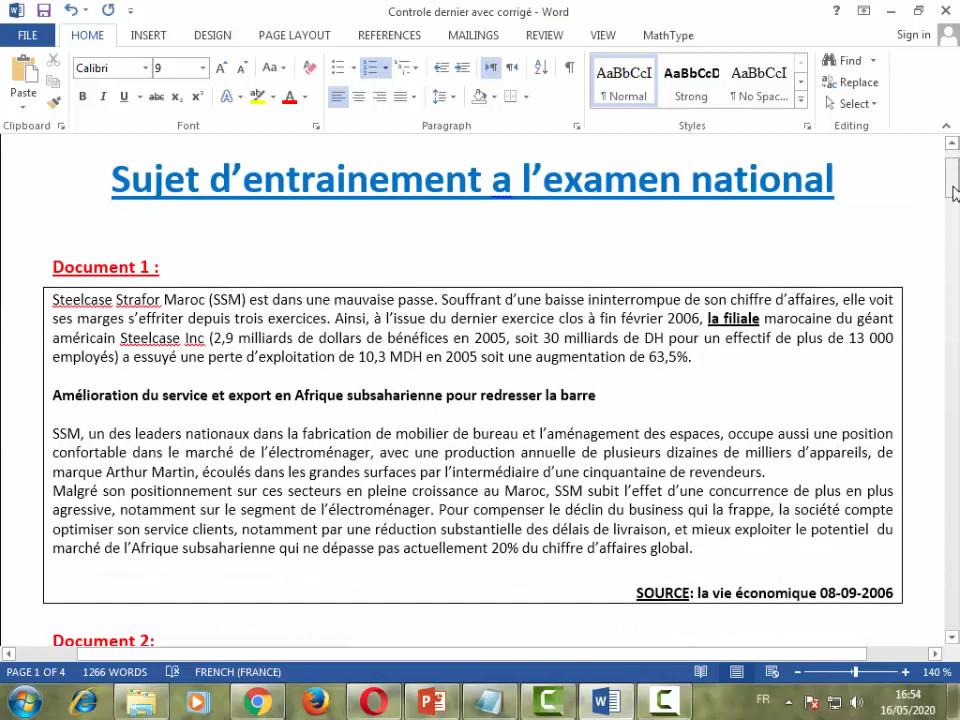 Controle dernier avec corrigé - Word
FILE HOME INSERT DESIGN PAGE LAYOUT REFERENCES MAILINGS REVIEW VIEW MathType Sign in
Calibri 9 Aa AaBbCcI AaBbCcD AaBbCcI Find
Paste B I U abc X₂ X² A ab A ¶ Normal Strong ¶ No Spac... Replace
Select
Clipboard Font Paragraph Styles Editing
Sujet d’entrainement a l’examen national
Document 1 :
Steelcase Strafor Maroc (SSM) est dans une mauvaise passe. Souffrant d’une baisse ininterrompue de son chiffre d’affaires, elle voit
ses marges s’effriter depuis trois exercices. Ainsi, à l’issue du dernier exercice clos à fin février 2006, la filiale marocaine du géant
américain Steelcase Inc (2,9 milliards de dollars de bénéfices en 2005, soit 30 milliards de DH pour un effectif de plus de 13 000
employés) a essuyé une perte d’exploitation de 10,3 MDH en 2005 soit une augmentation de 63,5%.
Amélioration du service et export en Afrique subsaharienne pour redresser la barre
SSM, un des leaders nationaux dans la fabrication de mobilier de bureau et l’aménagement des espaces, occupe aussi une position
confortable dans le marché de l’électroménager, avec une production annuelle de plusieurs dizaines de milliers d’appareils, de
marque Arthur Martin, écoulés dans les grandes surfaces par l’intermédiaire d’une cinquantaine de revendeurs.
Malgré son positionnement sur ces secteurs en pleine croissance au Maroc, SSM subit l’effet d’une concurrence de plus en plus
agressive, notamment sur le segment de l’électroménager. Pour compenser le déclin du business qui la frappe, la société compte
optimiser son service clients, notamment par une réduction substantielle des délais de livraison, et mieux exploiter le potentiel du
marché de l’Afrique subsaharienne qui ne dépasse pas actuellement 20% du chiffre d’affaires global.
SOURCE: la vie économique 08-09-2006
Document 2:
PAGE 1 OF 4 1266 WORDS FRENCH (FRANCE) 140 %
FR 16:54
16/05/2020